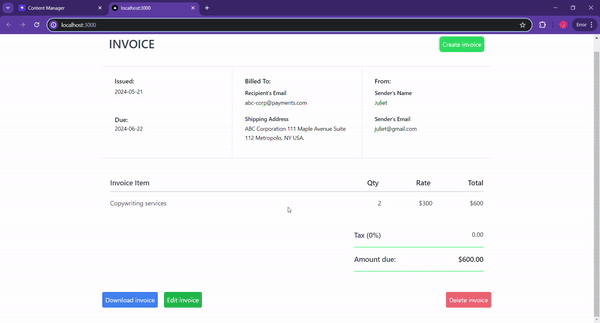 Content Manager
localhost:3000
localhost:3000
Error
INVOICE
Create invoice
Issued:
2024-05-21
Due:
2024-06-22
Billed To:
Recipient's Email
abc-corp@payments.com
Shipping Address
ABC Corporation 111 Maple Avenue Suite
112 Metropolis, NY USA.
From:
Sender's Name
Juliet
Sender's Email
juliet@gmail.com
Invoice Item Qty Rate Total
Copywriting services 2 $300 $600
Tax (0%) 0.00
Amount due: $600.00
Download invoice Edit invoice Delete invoice